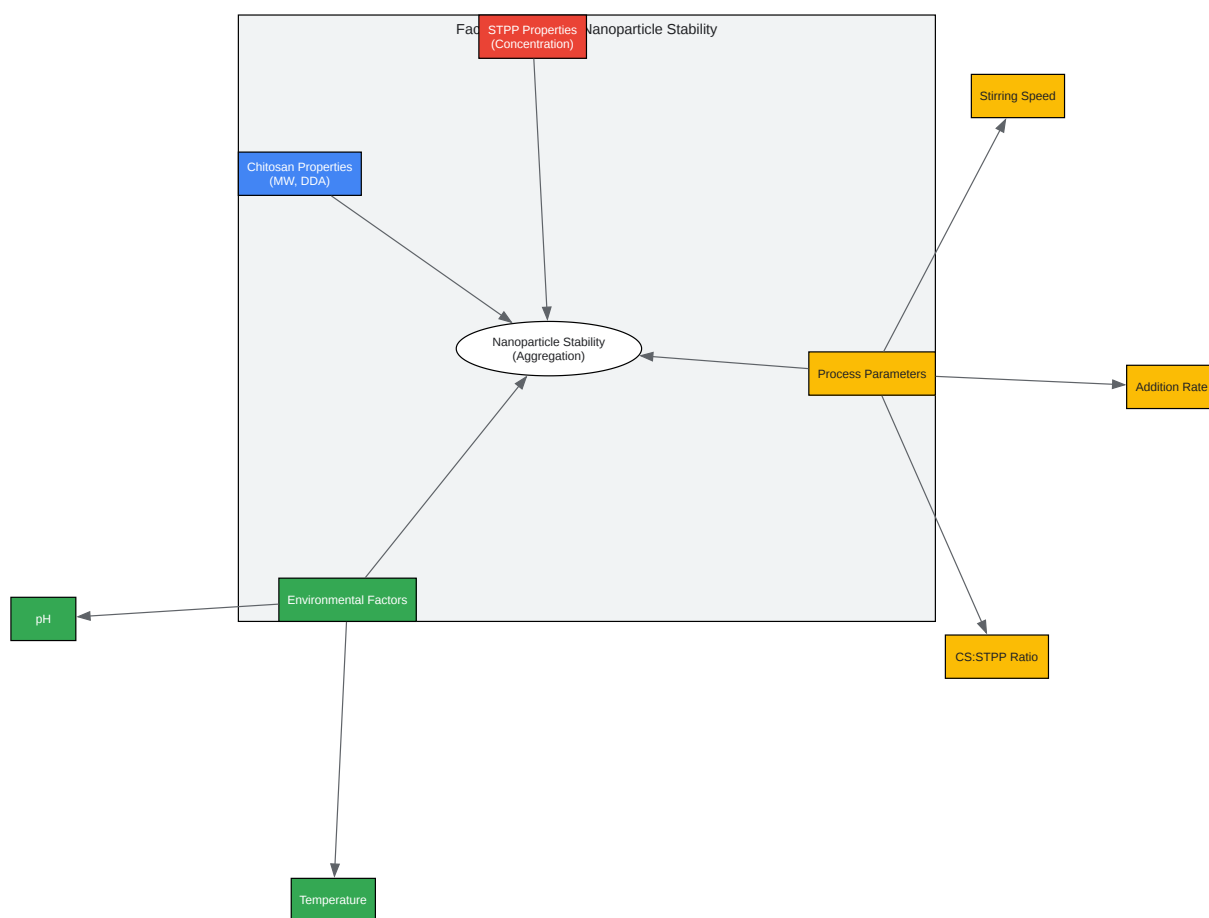 STPP Properties
(Concentration)
Nanoparticle Stability
Stirring Speed
Chitosan Properties
(MW, DDA)
Nanoparticle Stability
(Aggregation)
Process Parameters
Addition Rate
Environmental Factors
pH
CS:STPP Ratio
Temperature